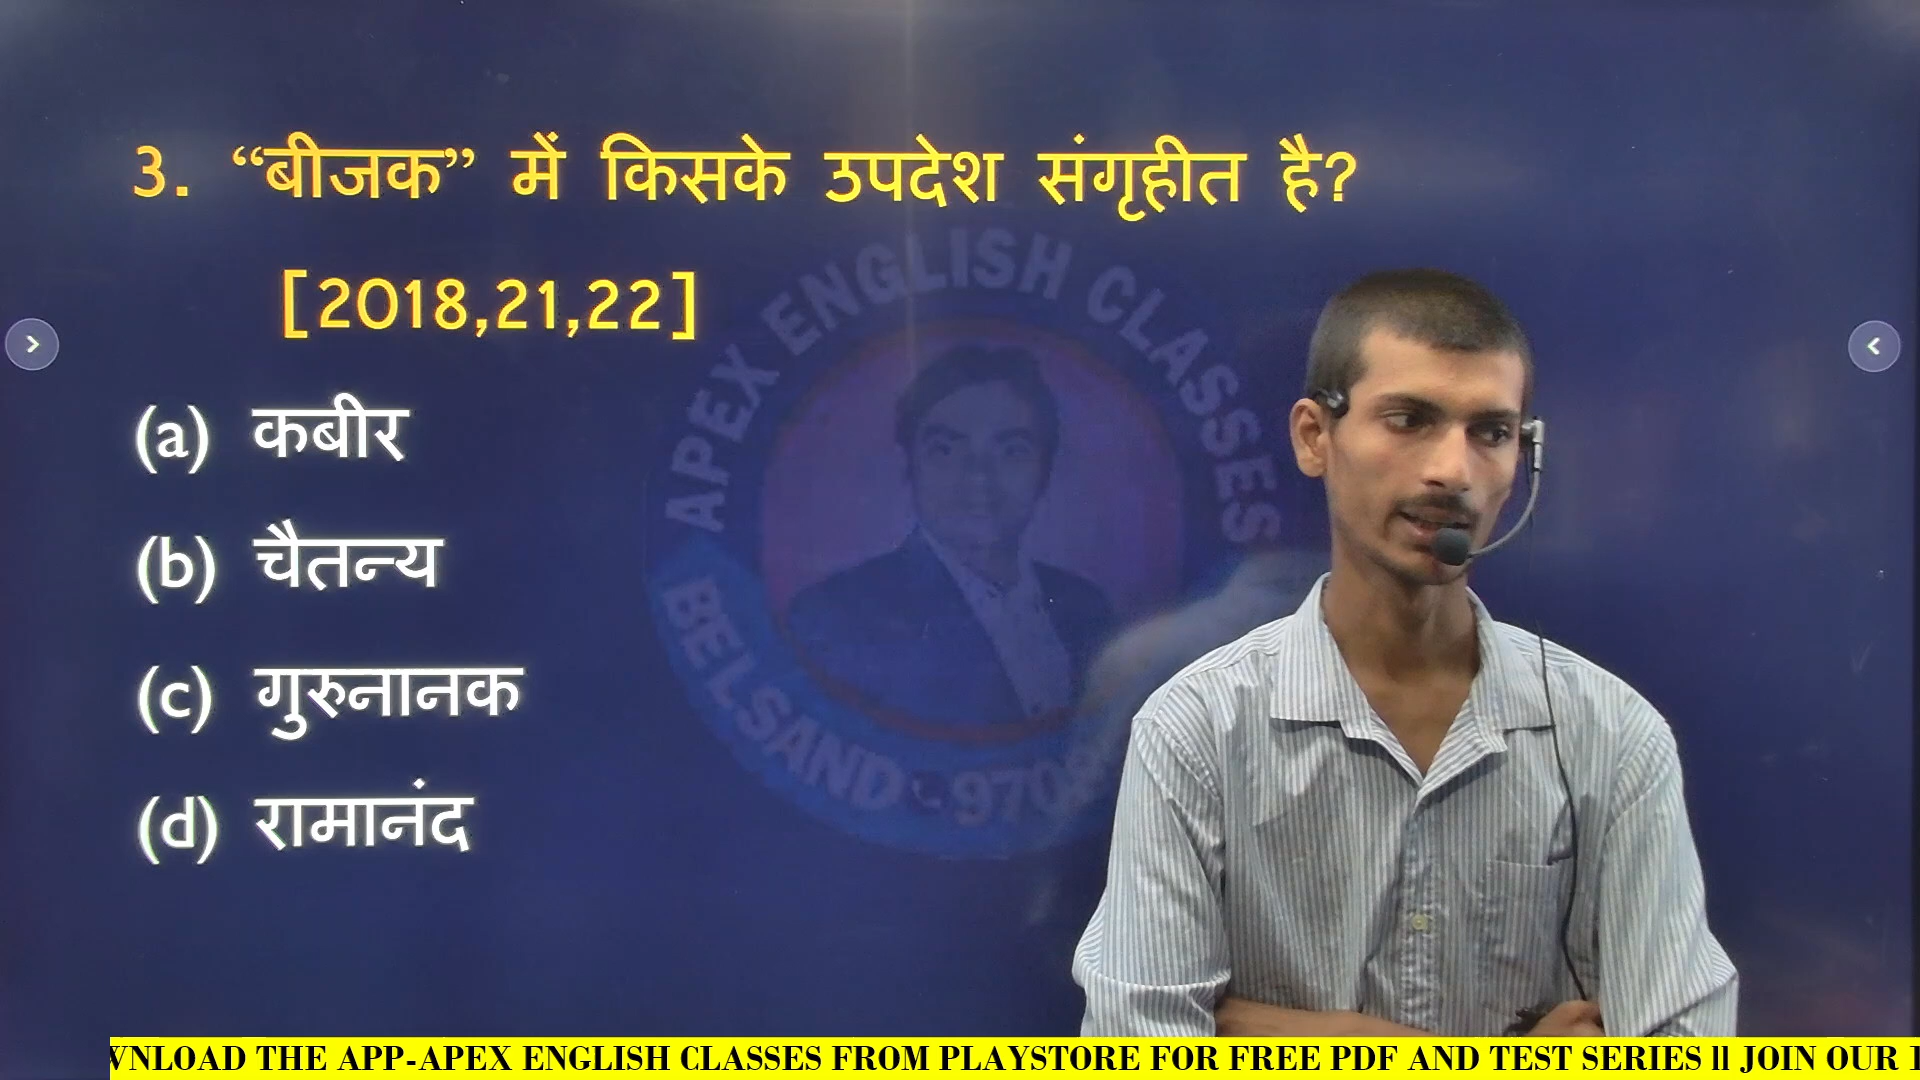 3. “बीजक” में किसके उपदेश संगृहीत है?
[2018,21,22]
(a) कबीर
(b) चैतन्य
(c) गुरुनानक
(d) रामानंद
APEX ENGLISH CLASSES
BELSAND
THE APP-APEX ENGLISH CLASSES FROM PLAYSTORE FOR FREE PDF AND TEST SERIES ll JOIN OUR